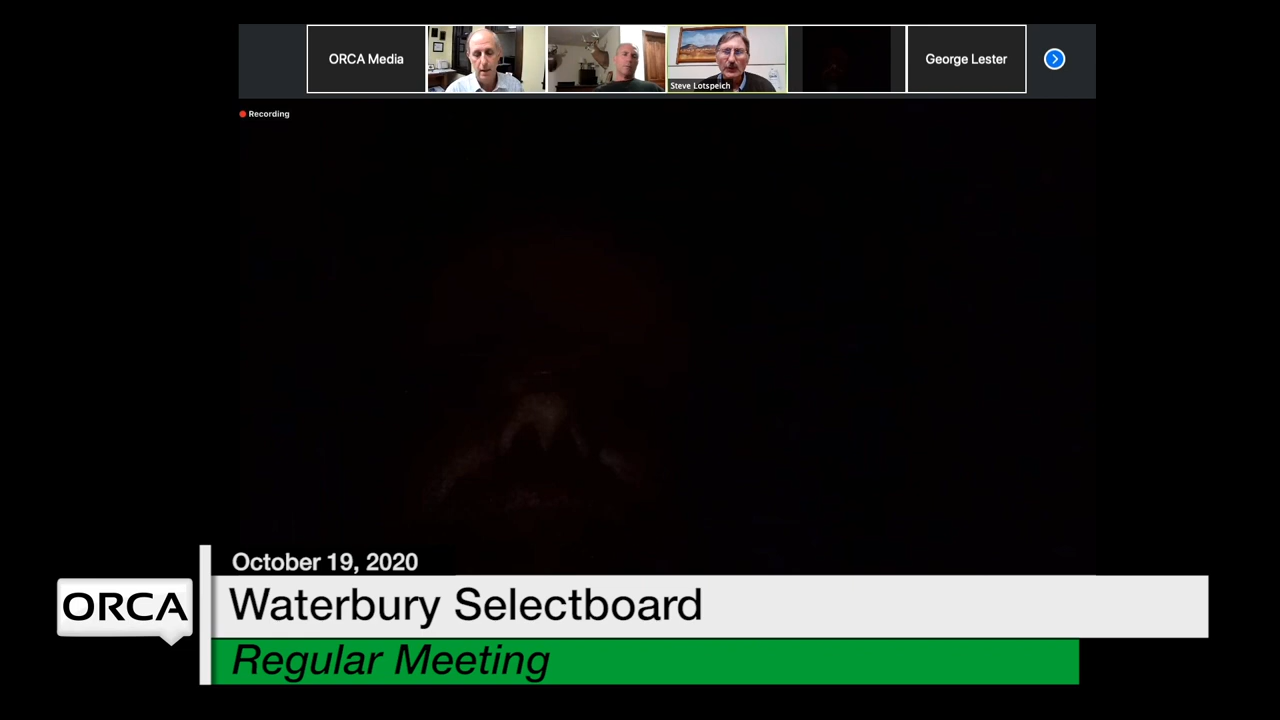 ORCA Media
Steve Lotspeich
George Lester
Recording
October 19, 2020
ORCA
Waterbury Selectboard
Regular Meeting